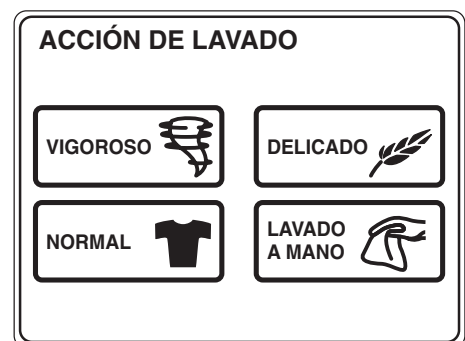 ACCIÓN DE LAVADO
VIGOROSO
DELICADO
NORMAL
LAVADO
A MANO